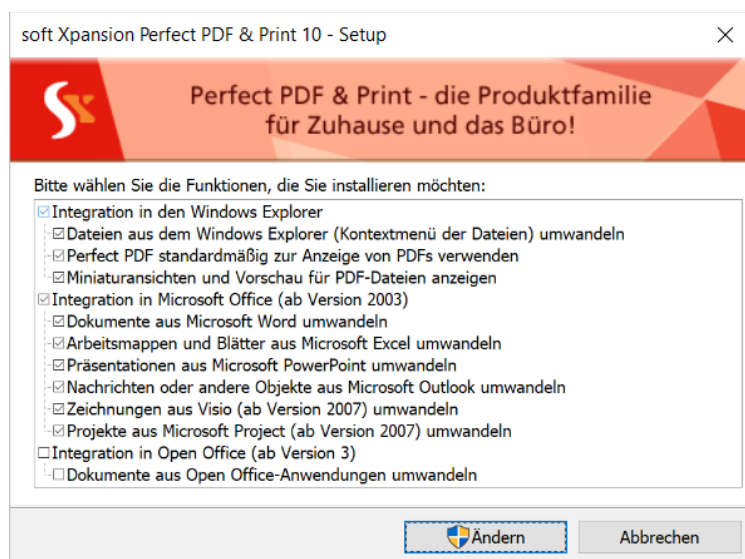 soft Xpansion Perfect PDF & Print 10 - Setup
Sx
Perfect PDF & Print - die Produktfamilie
für Zuhause und das Büro!
Bitte wählen Sie die Funktionen, die Sie installieren möchten:
Integration in den Windows Explorer
Dateien aus dem Windows Explorer (Kontextmenü der Dateien) umwandeln
Perfect PDF standardmäßig zur Anzeige von PDFs verwenden
Miniaturansichten und Vorschau für PDF-Dateien anzeigen
Integration in Microsoft Office (ab Version 2003)
Dokumente aus Microsoft Word umwandeln
Arbeitsmappen und Blätter aus Microsoft Excel umwandeln
Präsentationen aus Microsoft PowerPoint umwandeln
Nachrichten oder andere Objekte aus Microsoft Outlook umwandeln
Zeichnungen aus Visio (ab Version 2007) umwandeln
Projekte aus Microsoft Project (ab Version 2007) umwandeln
Integration in Open Office (ab Version 3)
Dokumente aus Open Office-Anwendungen umwandeln
Ändern
Abbrechen